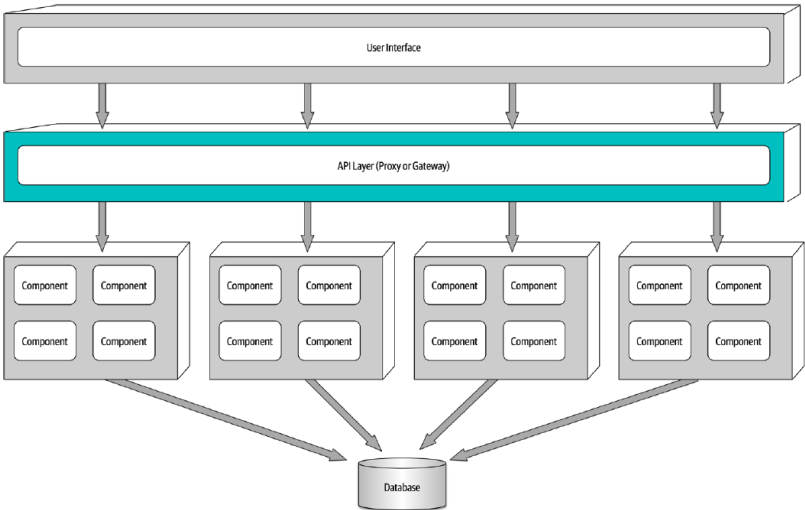 User Interface
API Layer (Proxy or Gateway)
Component Component Component Component Component Component Component Component
Component Component Component Component Component Component Component Component
Database